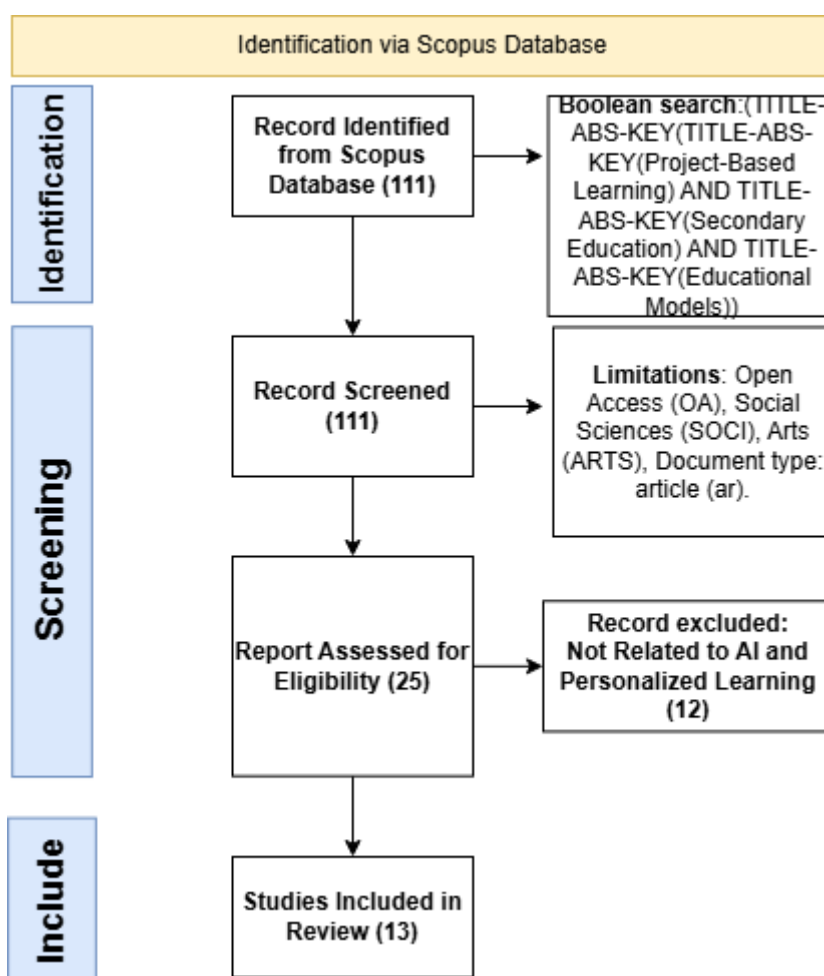 Identification via Scopus Database
Identification
Record Identified
from Scopus
Database (111)
Boolean search:(TITLE-
ABS-KEY(TITLE-ABS-
KEY(Project-Based
Learning) AND TITLE-
ABS-KEY(Secondary
Education) AND TITLE-
ABS-KEY(Educational
Models))
Screening
Record Screened
(111)
Limitations: Open
Access (OA), Social
Sciences (SOCI), Arts
(ARTS), Document type:
article (ar).
Report Assessed for
Eligibility (25)
Record excluded:
Not Related to AI and
Personalized Learning
(12)
Include
Studies Included in
Review (13)